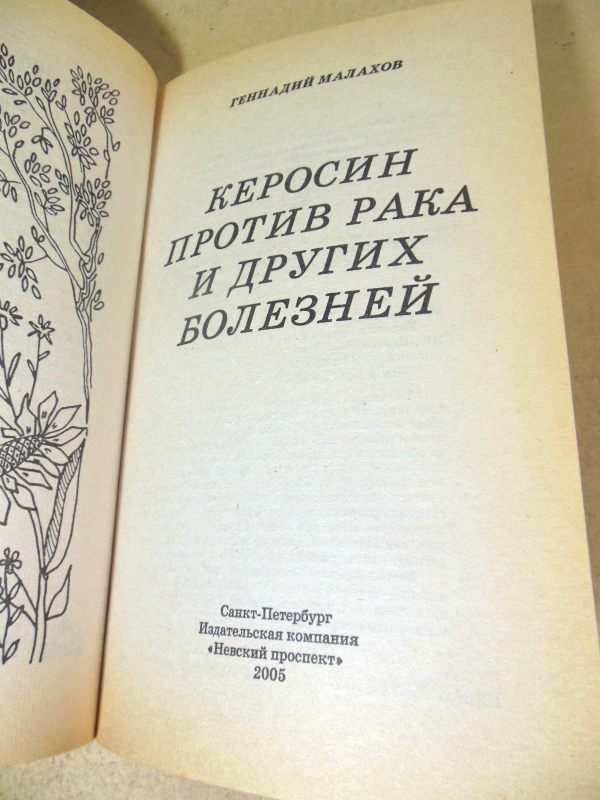 ГЕННАДИЙ МАЛАХОВ
КЕРОСИН
ПРОТИВ РАКА
И ДРУГИХ
БОЛЕЗНЕЙ
Санкт-Петербург
Издательская компания
«Невский проспект»
2005